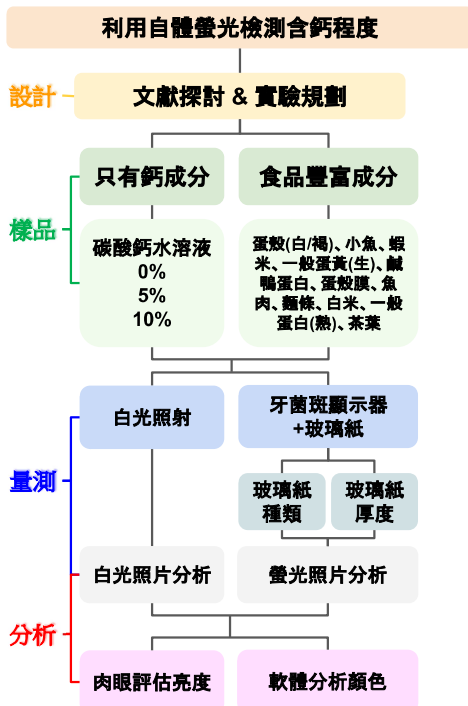 利用自體螢光檢測含鈣程度
設計
文獻探討 & 實驗規劃
樣品
只有鈣成分
食品豐富成分
碳酸鈣水溶液
0%
5%
10%
蛋殼(白/褐)、小魚、蝦
米、一般蛋黃(生)、鹹
鴨蛋白、蛋殼膜、魚
肉、麵條、白米、一般
蛋白(熟)、茶葉
量測
白光照射
牙菌斑顯示器
+玻璃紙
玻璃紙
種類
玻璃紙
厚度
白光照片分析
螢光照片分析
分析
肉眼評估亮度
軟體分析顏色